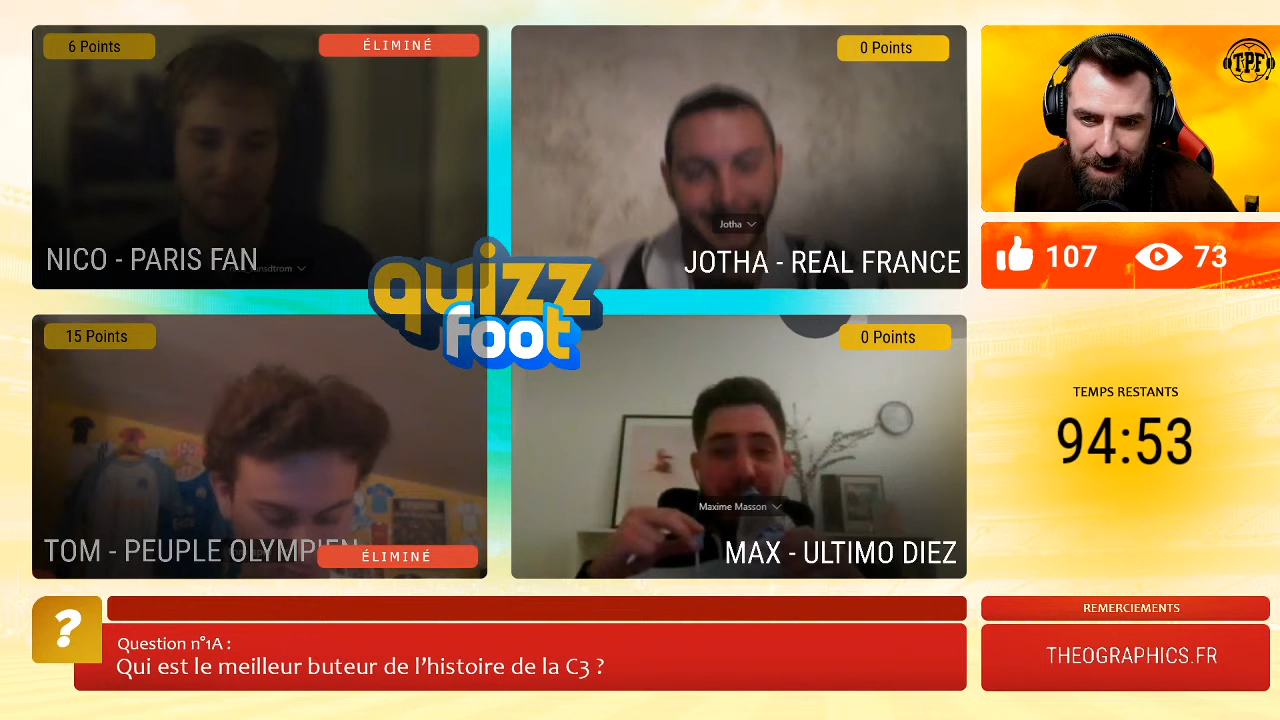 6 Points
ÉLIMINÉ
0 Points
TPF
Jotha
NICO - PARIS FAN
JOTHA - REAL FRANCE
107
73
quizz
foot
15 Points
0 Points
TEMPS RESTANTS
94:53
Maxime Masson
TOM - PEUPLE OLYMPIEN
ÉLIMINÉ
MAX - ULTIMO DIEZ
?
Question n°1A :
Qui est le meilleur buteur de l'histoire de la C3 ?
REMERCIEMENTS
THEOGRAPHICS.FR